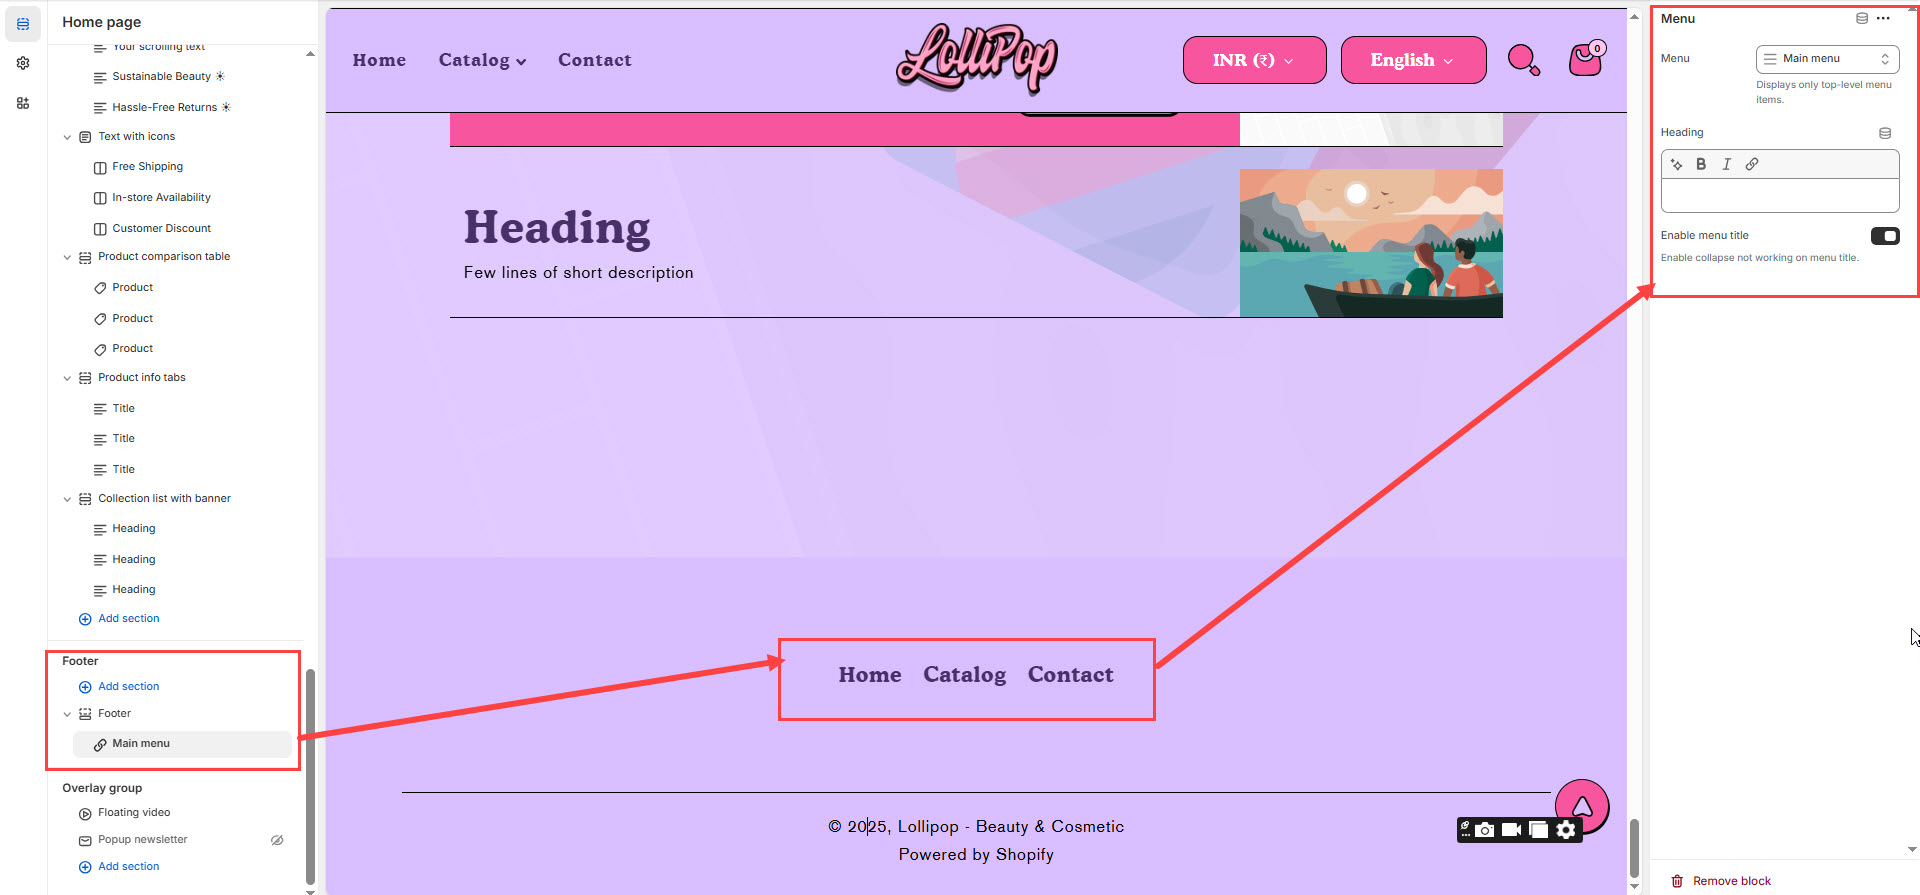 Home page
Your scrolling text
Sustainable Beauty ☀
Hassle-Free Returns ☀
Text with icons
Free Shipping
In-store Availability
Customer Discount
Product comparison table
Product
Product
Product
Product info tabs
Title
Title
Title
Collection list with banner
Heading
Heading
Heading
Add section
Footer
Add section
Footer
Main menu
Overlay group
Floating video
Popup newsletter
Add section
Home
Catalog
Contact
LolliPop
INR (₹)
English
0
Heading
Few lines of short description
Home Catalog Contact
© 2025, Lollipop - Beauty & Cosmetic
Powered by Shopify
Menu
Menu
Main menu
Displays only top-level menu
items.
Heading
B I
Enable menu title
Enable collapse not working on menu title.
Remove block